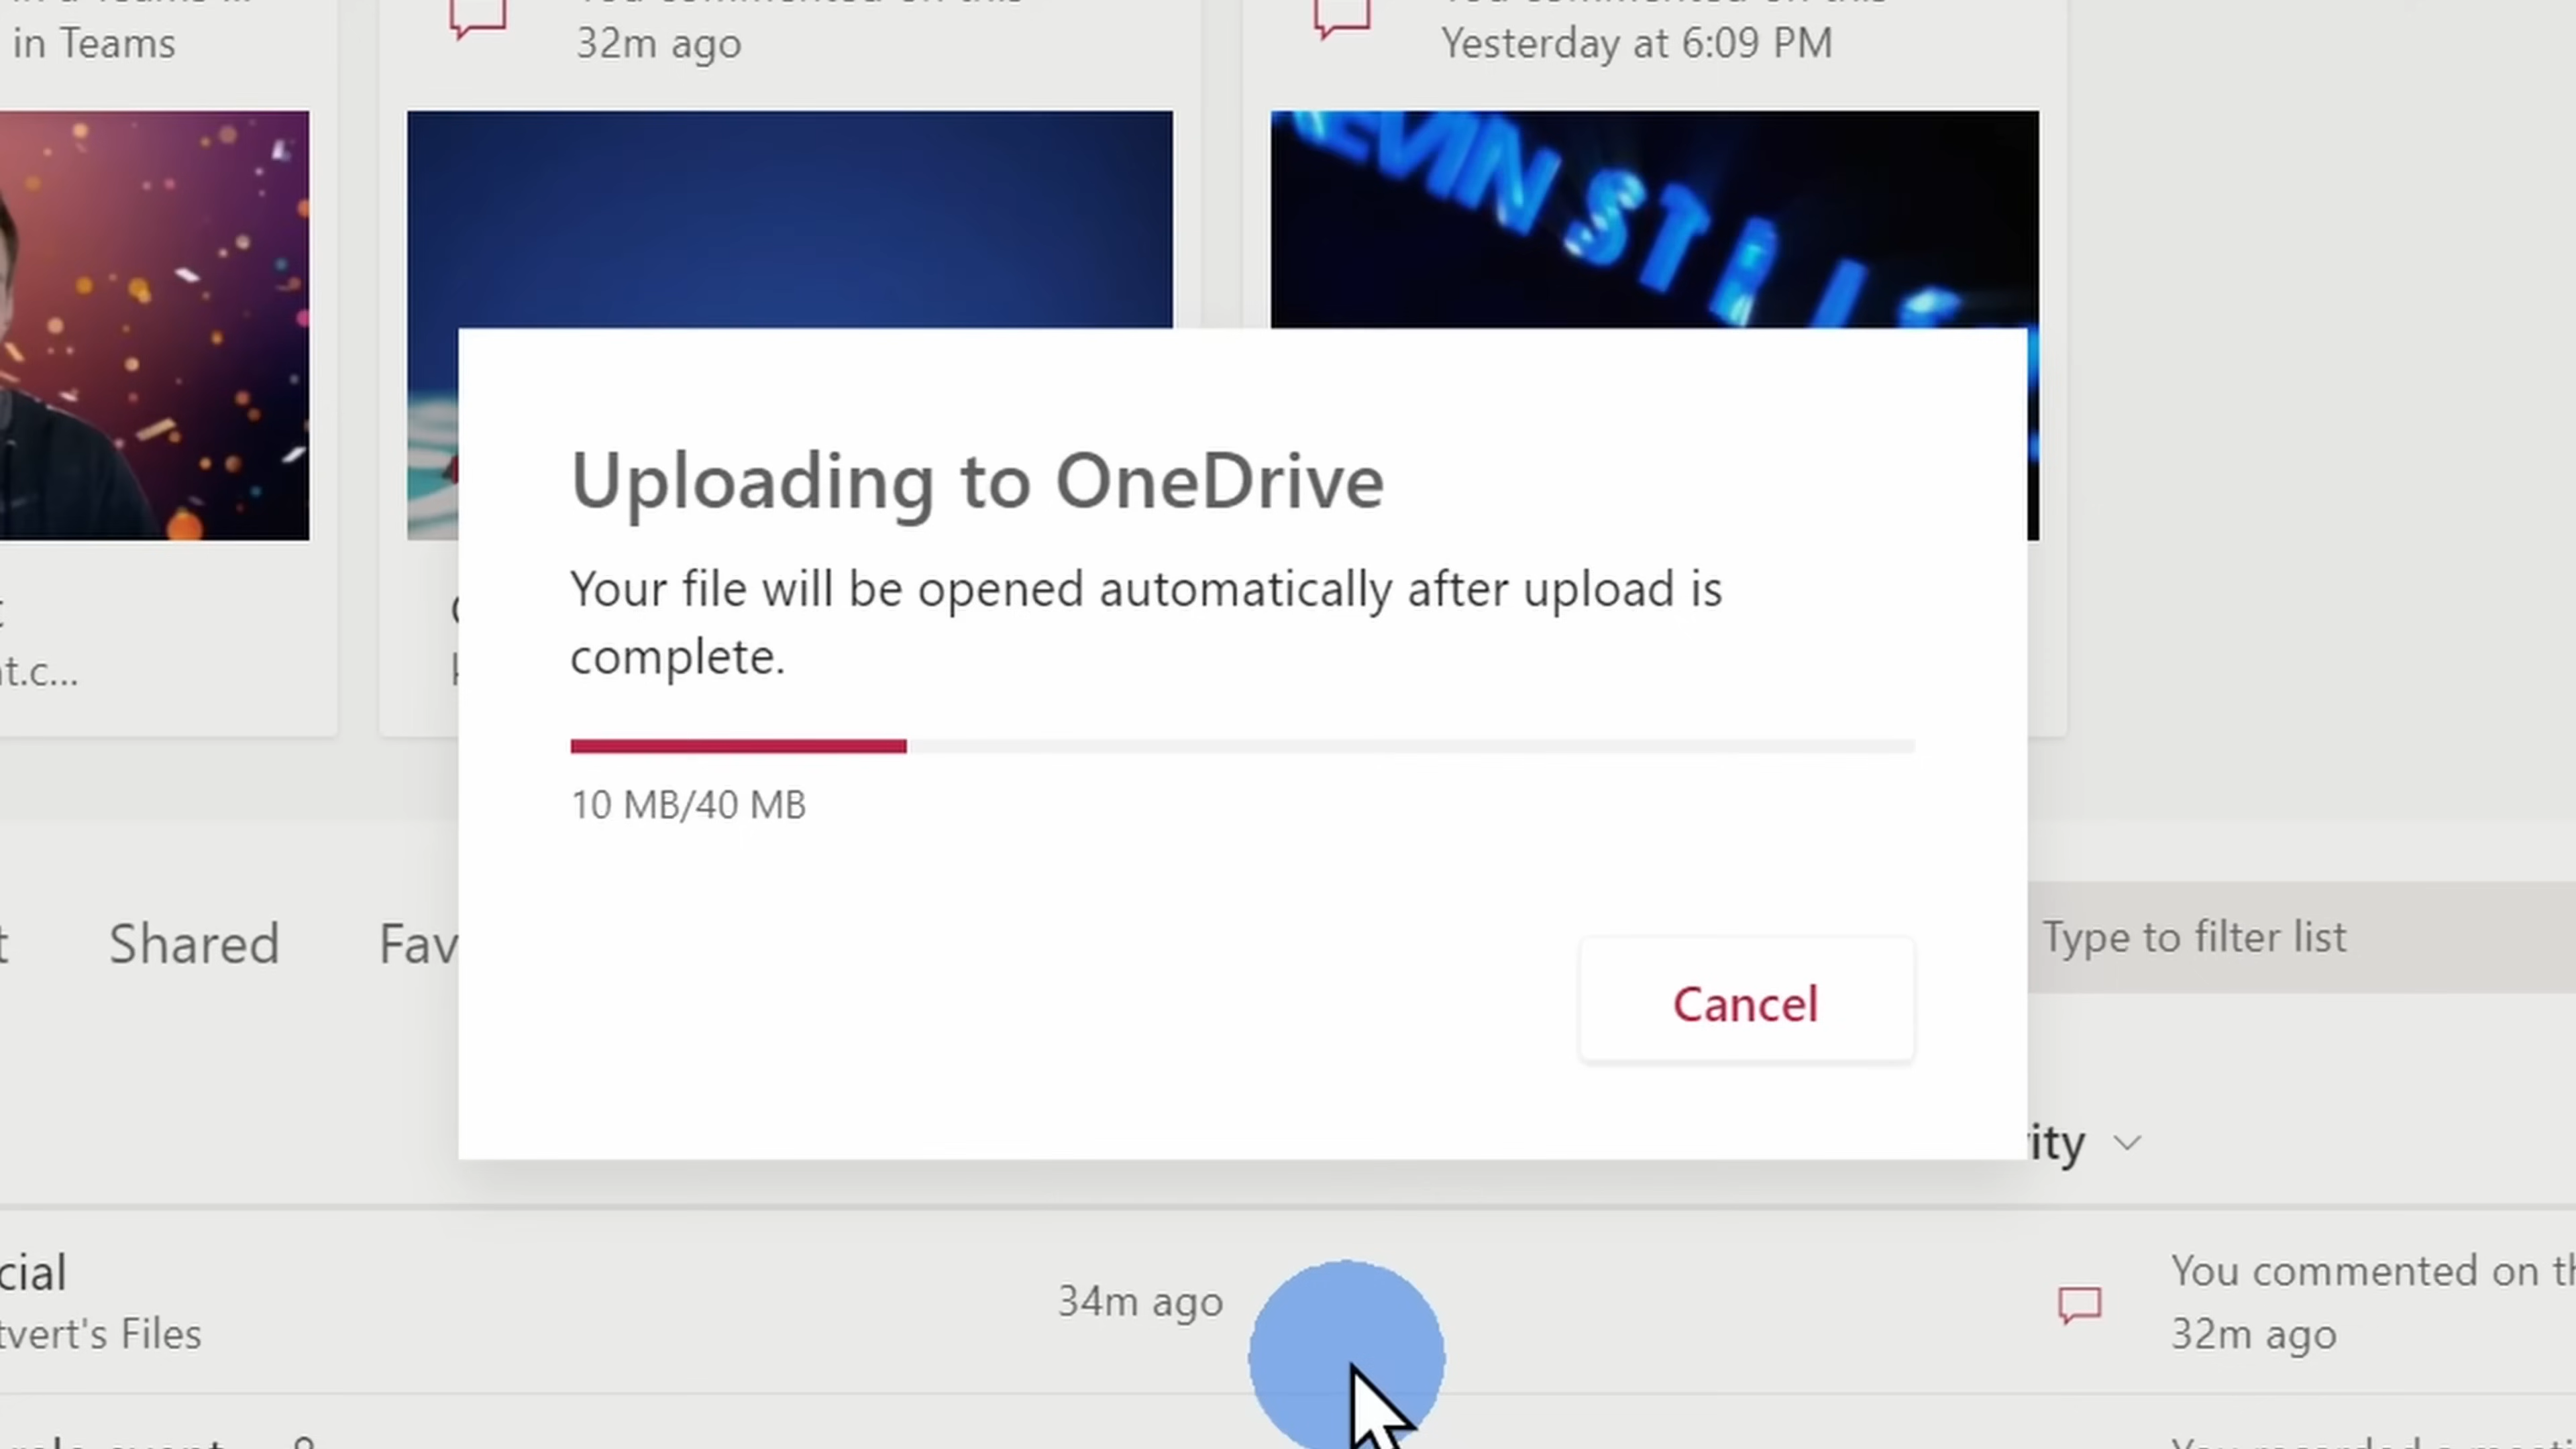 in Teams
32m ago
Yesterday at 6:09 PM
Uploading to OneDrive
Your file will be opened automatically after upload is
complete.
10 MB/40 MB
Cancel
Shared
Fav
Type to filter list
ity
cial
tvert's Files
34m ago
You commented on th
32m ago